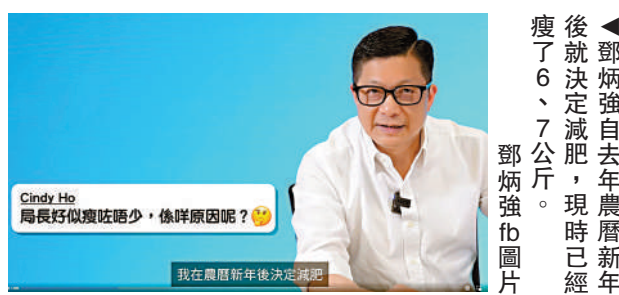 Cindy Ho
局長好似瘦咗唔少，係咩原因呢？🤔
我在農曆新年後決定減肥
◀鄧炳強自去年農曆新年
後就決定減肥，現時已經
瘦了6、7公斤。
鄧炳強fb圖片